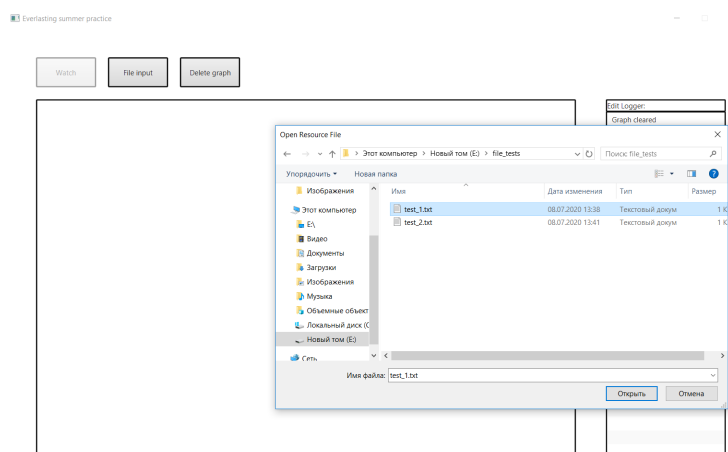 Everlasting summer practice
Watch File input Delete graph
Edit Logger:
Graph cleared
Open Resource File
> Этот компьютер > Новый том (E:) > file_tests
Поиск: file_tests
Упорядочить Новая папка
Имя Дата изменения Тип Размер
test_1.txt 08.07.2020 13:38 Текстовый докум 1 К
test_2.txt 08.07.2020 13:41 Текстовый докум 1 К
Изображения
Этот компьютер
E:\
Видео
Документы
Загрузки
Изображения
Музыка
Объемные объект
Локальный диск (C
Новый том (E:)
Сеть
Имя файла: test_1.txt
Открыть Отмена